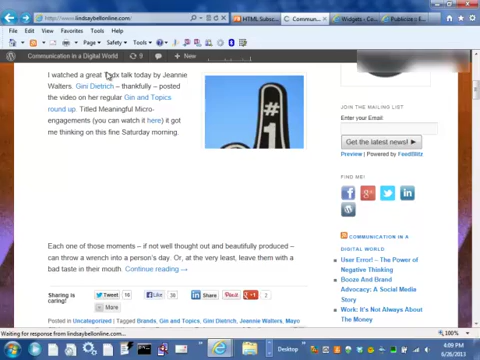 http://www.lindsaybellonline.com/
HTML Subsc...
Commun...
Widgets ‹ Com...
Publicize « ...
File Edit View Favorites Tools Help
Page Safety Tools
Communication in a Digital World 9 + New
I watched a great Tedx talk today by Jeannie
Walters. Gini Dietrich – thankfully – posted
the video on her regular Gin and Topics
round up. Titled Meaningful Micro-
engagements (you can watch it here) it got
me thinking on this fine Saturday morning.
#1
Each one of those moments – if not well thought out and beautifully produced –
can throw a wrench into a person's day. Or, at the very least, leave them with a
bad taste in their mouth. Continue reading →
Sharing is
caring!
Tweet 16 Like 38 Share Pin it +1 2
More
Posted in Uncategorized | Tagged Brands, Gin and Topics, Gini Dietrich, Jeannie Walters, Mayo
JOIN THE MAILING LIST
Enter your Email:
Get the latest news! ►
Preview | Powered by FeedBlitz
FIND ME!
COMMUNICATION IN A
DIGITAL WORLD
User Error! – The Power of
Negative Thinking
Booze And Brand
Advocacy: A Social Media
Story
Work: It's Not Always About
The Money
Waiting for response from lindsaybellonline.com...
100%
Desktop
4:09 PM
6/26/2013